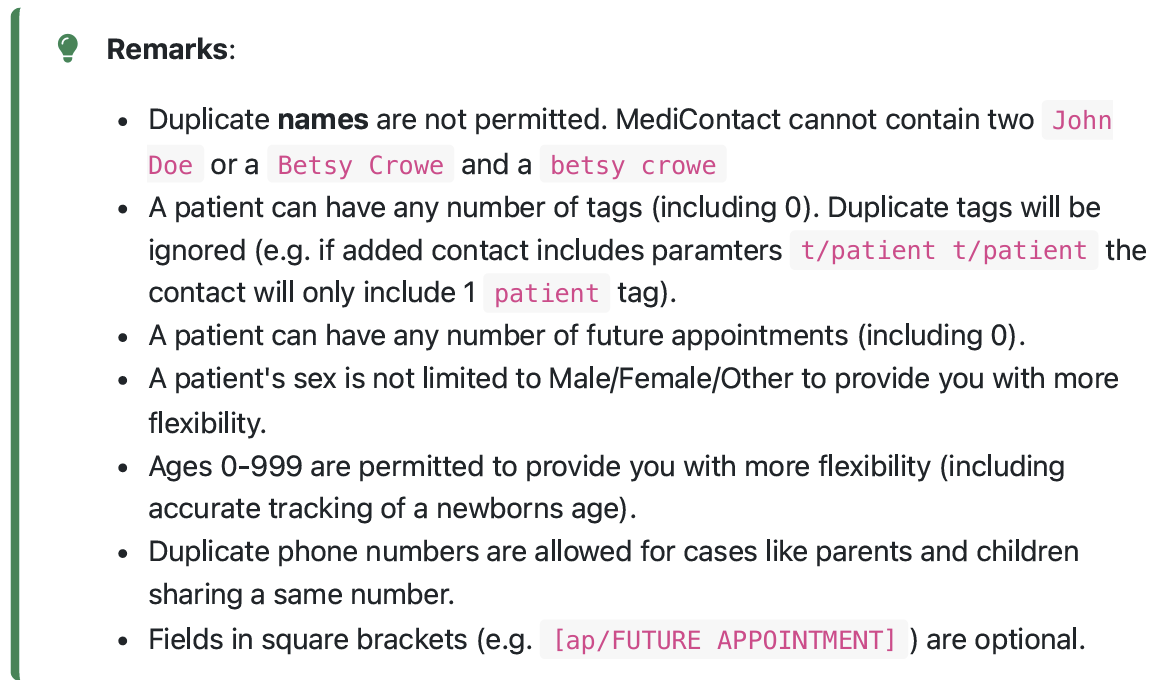 Remarks:
Duplicate names are not permitted. MediContact cannot contain two John
Doe or a Betsy Crowe and a betsy crowe
A patient can have any number of tags (including 0). Duplicate tags will be
ignored (e.g. if added contact includes paramters t/patient t/patient the
contact will only include 1 patient tag).
A patient can have any number of future appointments (including 0).
A patient's sex is not limited to Male/Female/Other to provide you with more
flexibility.
Ages 0-999 are permitted to provide you with more flexibility (including
accurate tracking of a newborns age).
Duplicate phone numbers are allowed for cases like parents and children
sharing a same number.
Fields in square brackets (e.g. [ap/FUTURE APPOINTMENT] ) are optional.